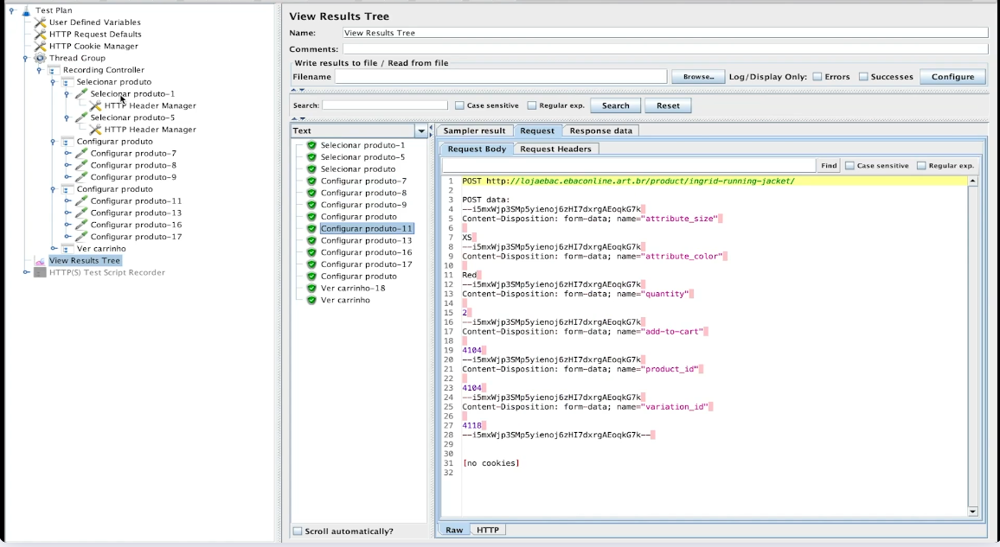 Test Plan
User Defined Variables
HTTP Request Defaults
HTTP Cookie Manager
Thread Group
Recording Controller
Selecionar produto
Selecionar produto-1
HTTP Header Manager
Selecionar produto-5
HTTP Header Manager
Configurar produto
Configurar produto-7
Configurar produto-8
Configurar produto-9
Configurar produto
Configurar produto-11
Configurar produto-13
Configurar produto-16
Configurar produto-17
Ver carrinho
View Results Tree
HTTP(S) Test Script Recorder
View Results Tree
Name: View Results Tree
Comments:
Write results to file / Read from file
Filename Browse... Log/Display Only: Errors Successes Configure
Search: Case sensitive Regular exp. Search Reset
Text
Selecionar produto-1
Selecionar produto-5
Selecionar produto
Configurar produto-7
Configurar produto-8
Configurar produto-9
Configurar produto
Configurar produto-11
Configurar produto-13
Configurar produto-16
Configurar produto-17
Configurar produto
Ver carrinho-18
Ver carrinho
Scroll automatically?
Sampler result Request Response data
Request Body Request Headers
Find Case sensitive Regular exp.
1 POST http://lojaebac.ebaconline.art.br/product/ingrid-running-jacket/
2
3 POST data:
4 --i5mxWjp3SMp5yienoj6zHI7dxrgAEoqkG7k
5 Content-Disposition: form-data; name="attribute_size"
6
7 XS
8 --i5mxWjp3SMp5yienoj6zHI7dxrgAEoqkG7k
9 Content-Disposition: form-data; name="attribute_color"
10
11 Red
12 --i5mxWjp3SMp5yienoj6zHI7dxrgAEoqkG7k
13 Content-Disposition: form-data; name="quantity"
14
15 2
16 --i5mxWjp3SMp5yienoj6zHI7dxrgAEoqkG7k
17 Content-Disposition: form-data; name="add-to-cart"
18
19 4104
20 --i5mxWjp3SMp5yienoj6zHI7dxrgAEoqkG7k
21 Content-Disposition: form-data; name="product_id"
22
23 4104
24 --i5mxWjp3SMp5yienoj6zHI7dxrgAEoqkG7k
25 Content-Disposition: form-data; name="variation_id"
26
27 4118
28 --i5mxWjp3SMp5yienoj6zHI7dxrgAEoqkG7k--
29
30
31 [no cookies]
32
Raw HTTP